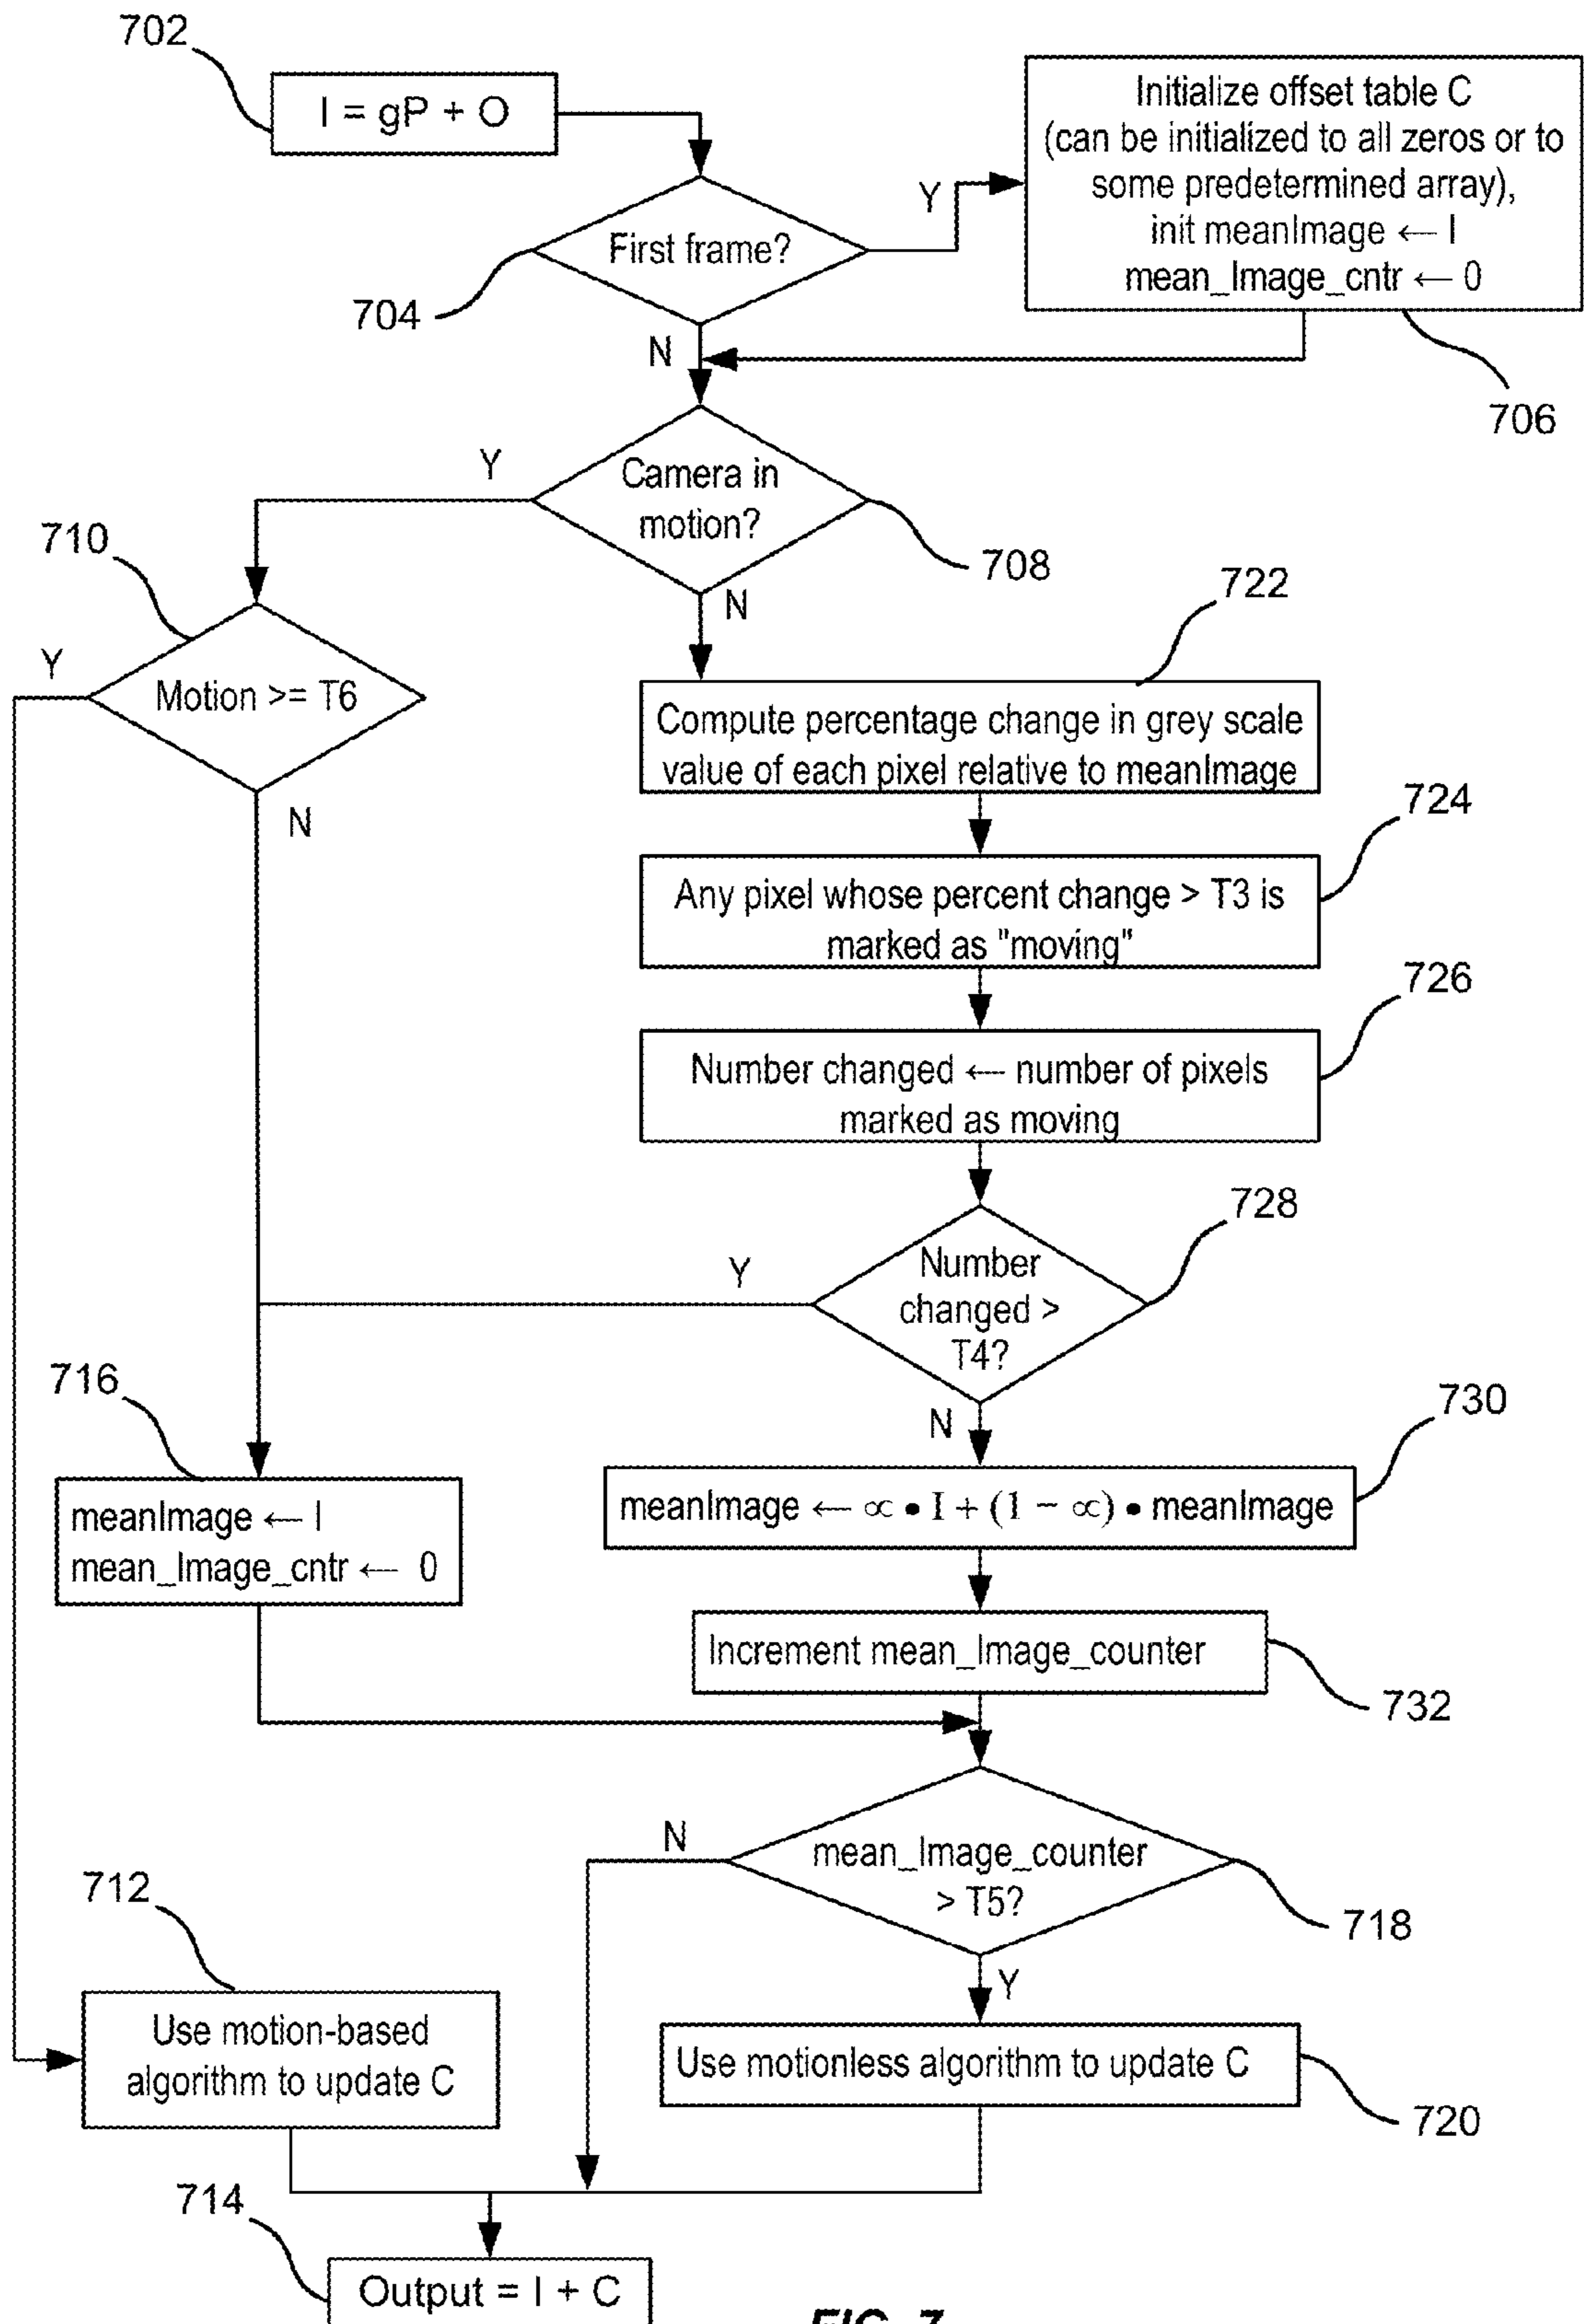 702
I = gP + O
Initialize offset table C
(can be initialized to all zeros or to
some predetermined array),
init meanImage ← I
mean_Image_cntr ← 0
Y
First frame?
704
N
706
Y
Camera in
motion?
710
708
N
722
Y
Motion >= T6
Compute percentage change in grey scale
value of each pixel relative to meanImage
N
724
Any pixel whose percent change > T3 is
marked as "moving"
726
Number changed ← number of pixels
marked as moving
728
Y
Number
changed >
T4?
716
N
730
meanImage ← I
mean_Image_cntr ← 0
meanImage ← ∝ • I + (1 − ∝) • meanImage
Increment mean_Image_counter
732
N
mean_Image_counter
> T5?
712
718
Y
Use motion-based
algorithm to update C
Use motionless algorithm to update C
720
714
Output = I + C
FIG. 7